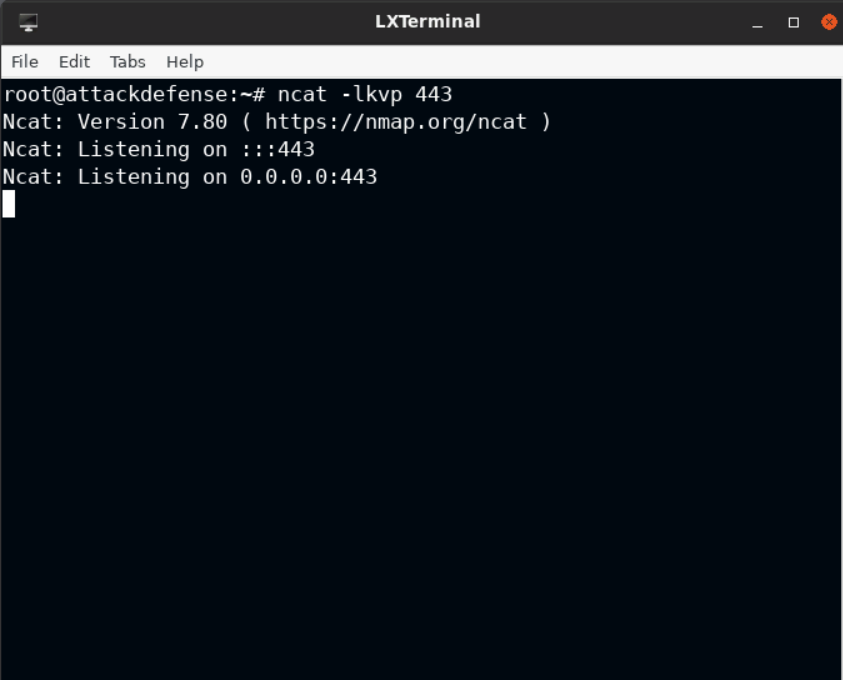 LXTerminal
File Edit Tabs Help
root@attackdefense:~# ncat -lkvp 443
Ncat: Version 7.80 ( https://nmap.org/ncat )
Ncat: Listening on :::443
Ncat: Listening on 0.0.0.0:443